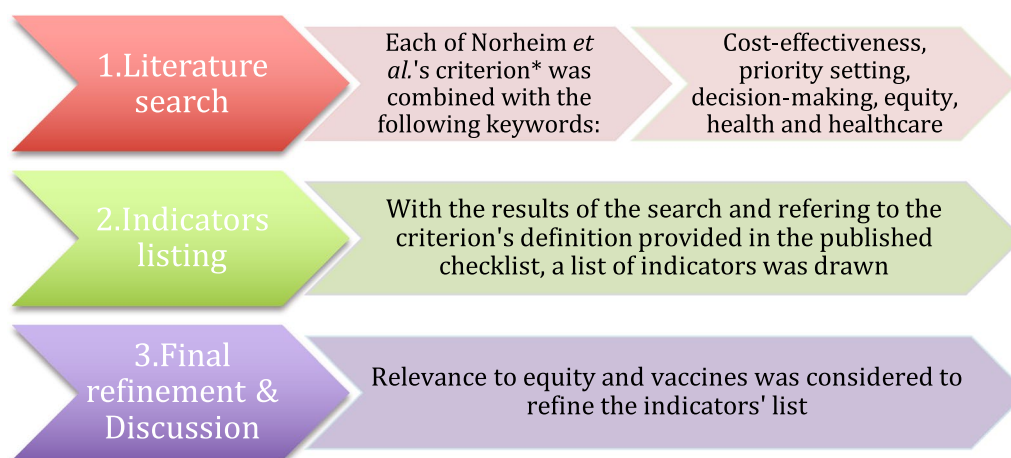 1.Literature
search
Each of Norheim et
al.'s criterion* was
combined with the
following keywords:
Cost-effectiveness,
priority setting,
decision-making, equity,
health and healthcare
2.Indicators
listing
With the results of the search and refering to the
criterion's definition provided in the published
checklist, a list of indicators was drawn
3.Final
refinement &
Discussion
Relevance to equity and vaccines was considered to
refine the indicators' list